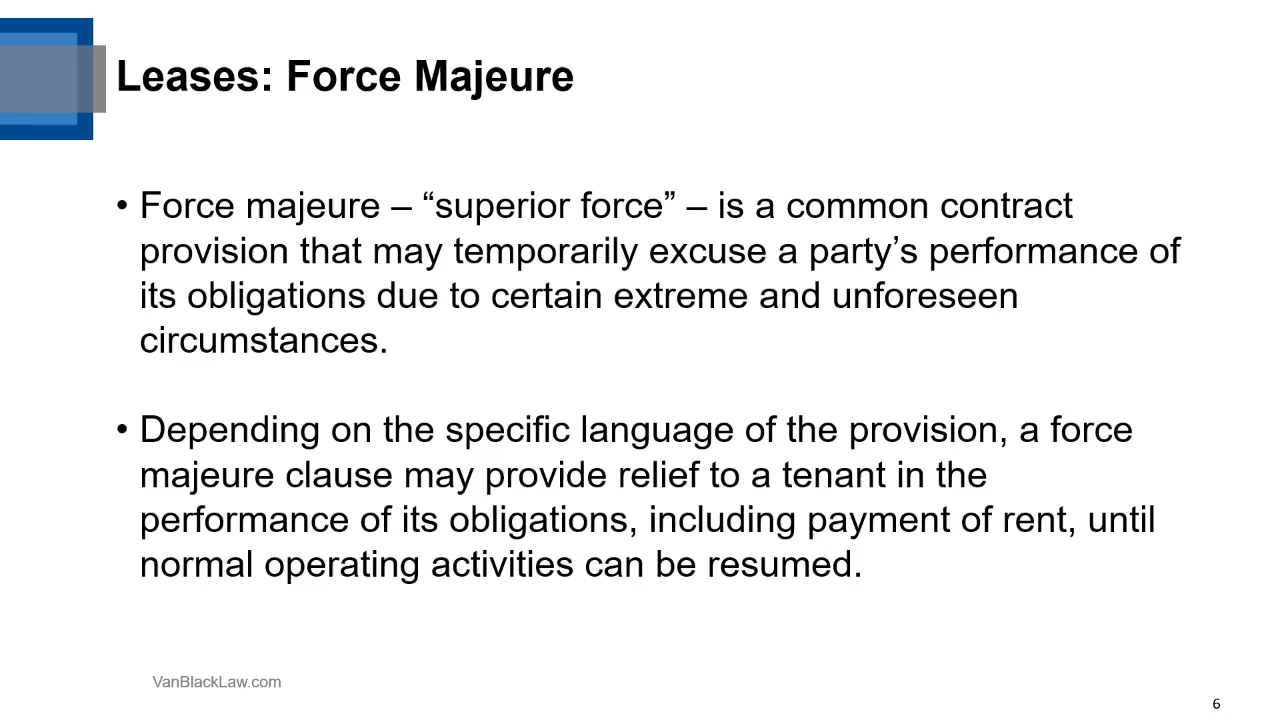 Leases: Force Majeure
• Force majeure – “superior force” – is a common contract
provision that may temporarily excuse a party’s performance of
its obligations due to certain extreme and unforeseen
circumstances.
• Depending on the specific language of the provision, a force
majeure clause may provide relief to a tenant in the
performance of its obligations, including payment of rent, until
normal operating activities can be resumed.
VanBlackLaw.com
6